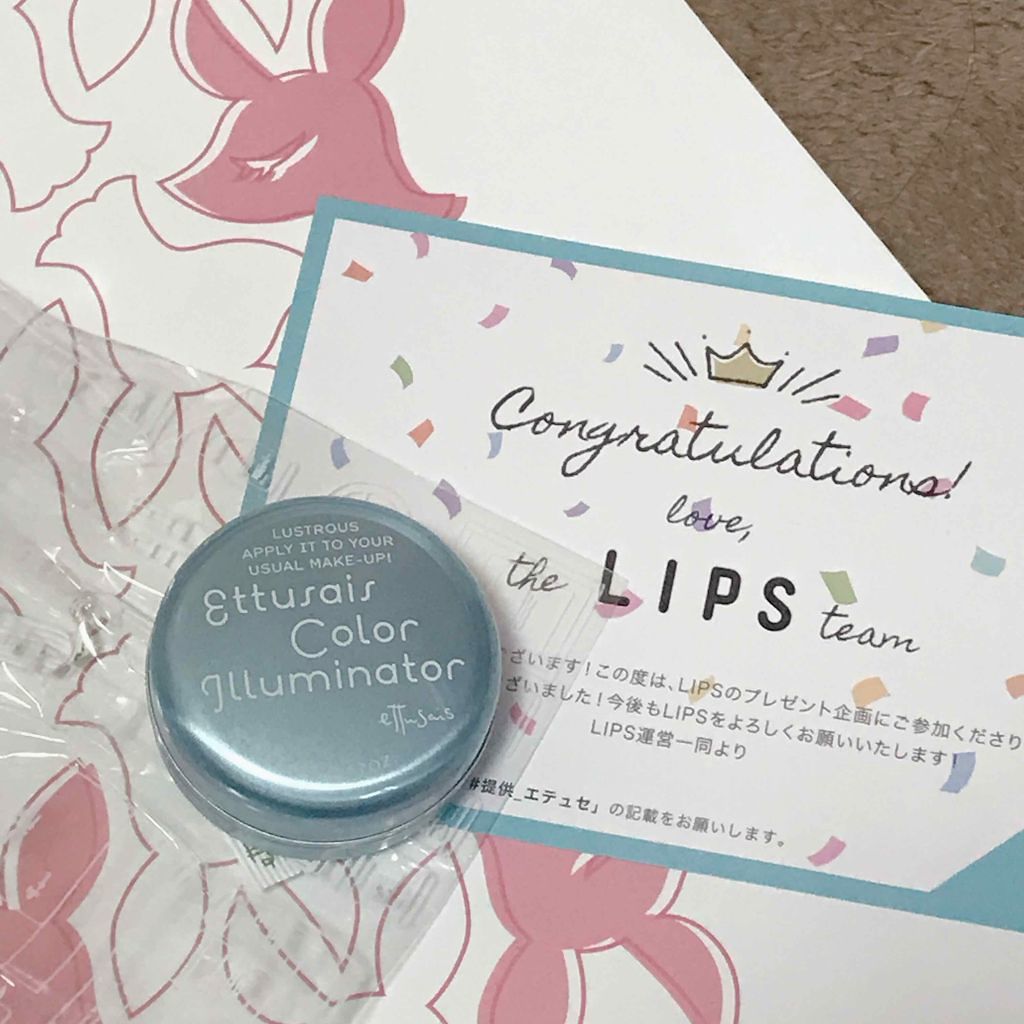 Congratulations!
love,
the LIPS team
ざいます！この度は、LIPSのプレゼント企画にご参加くださり
ざいました！今後もLIPSをよろしくお願いいたします！
LIPS運営一同より
#提供_エテュセ」の記載をお願いします。
LUSTROUS
APPLY IT TO YOUR
USUAL MAKE-UP!
Ettusais
Color
Illuminator
ettusais